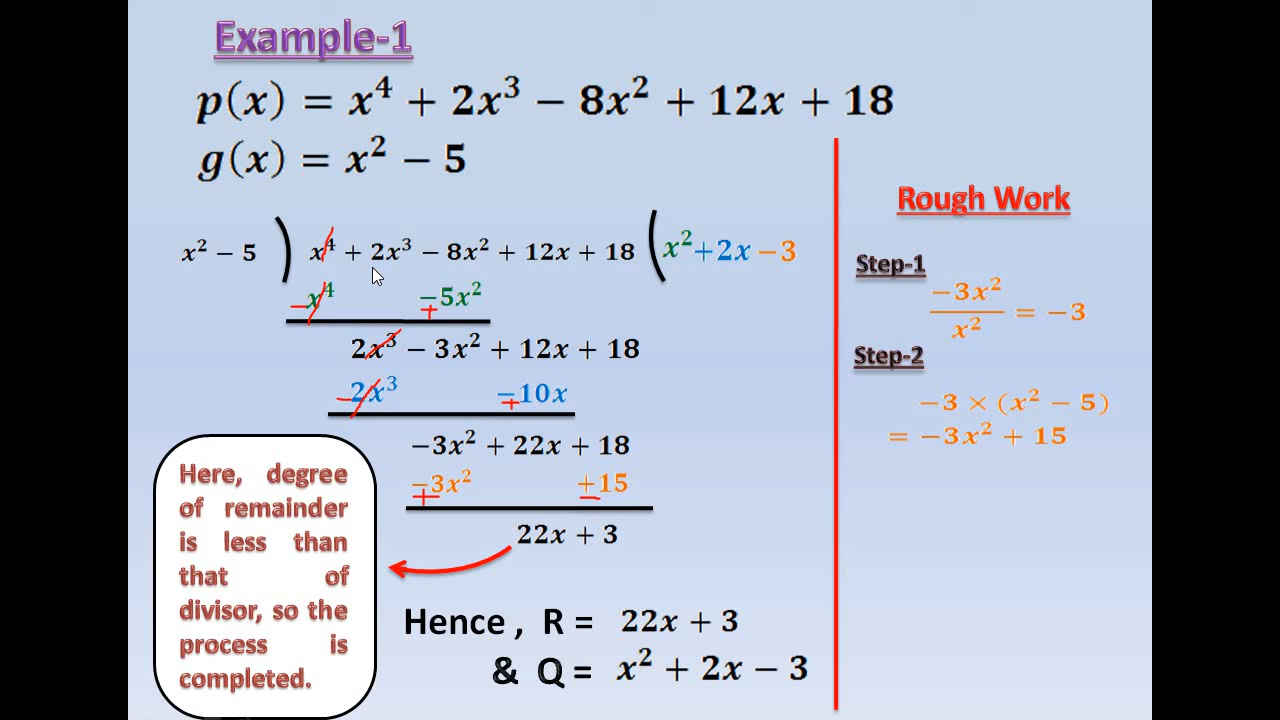 Example-1
p(x) = x⁴ + 2x³ − 8x² + 12x + 18
g(x) = x² − 5
x² − 5 ) x⁴ + 2x³ − 8x² + 12x + 18 ( x² +2x −3
−x⁴ −5x²
+
2x³ − 3x² + 12x + 18
−2x³ −10x
+
−3x² + 22x + 18
−3x² +15
+ −
22x + 3
Here, degree
of remainder
is less than
that of
divisor, so the
process is
completed.
Hence , R = 22x + 3
& Q = x² + 2x − 3
Rough Work
Step-1
−3x²/x² = −3
Step-2
−3 × (x² − 5)
= −3x² + 15